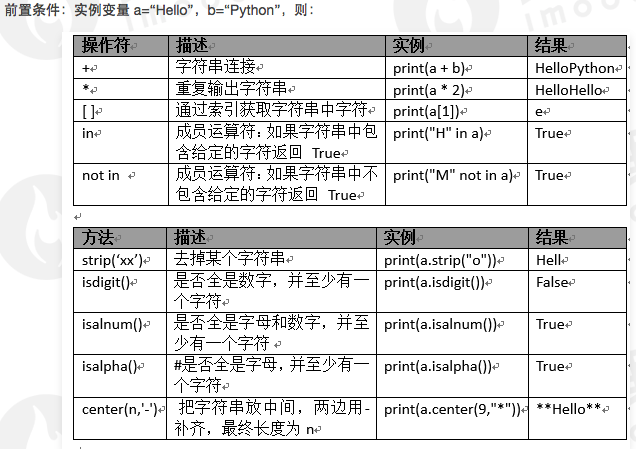 前置条件：实例变量 a=“Hello”，b=“Python”，则：
操作符 描述 实例 结果
+ 字符串连接 print(a + b) HelloPython
* 重复输出字符串 print(a * 2) HelloHello
[ ] 通过索引获取字符串中字符 print(a[1]) e
in 成员运算符：如果字符串中包 print("H" in a) True
含给定的字符返回 True
not in 成员运算符：如果字符串中不 print("M" not in a) True
包含给定的字符返回 True
方法 描述 实例 结果
strip(‘xx’) 去掉某个字符串 print(a.strip("o")) Hell
isdigit() 是否全是数字，并至少有一 print(a.isdigit()) False
个字符
isalnum() 是否全是字母和数字，并至 print(a.isalnum()) True
少有一个字符
isalpha() #是否全是字母，并至少有一 print(a.isalpha()) True
个字符
center(n,'-') 把字符串放中间，两边用- print(a.center(9,"*")) **Hello**
补齐，最终长度为 n